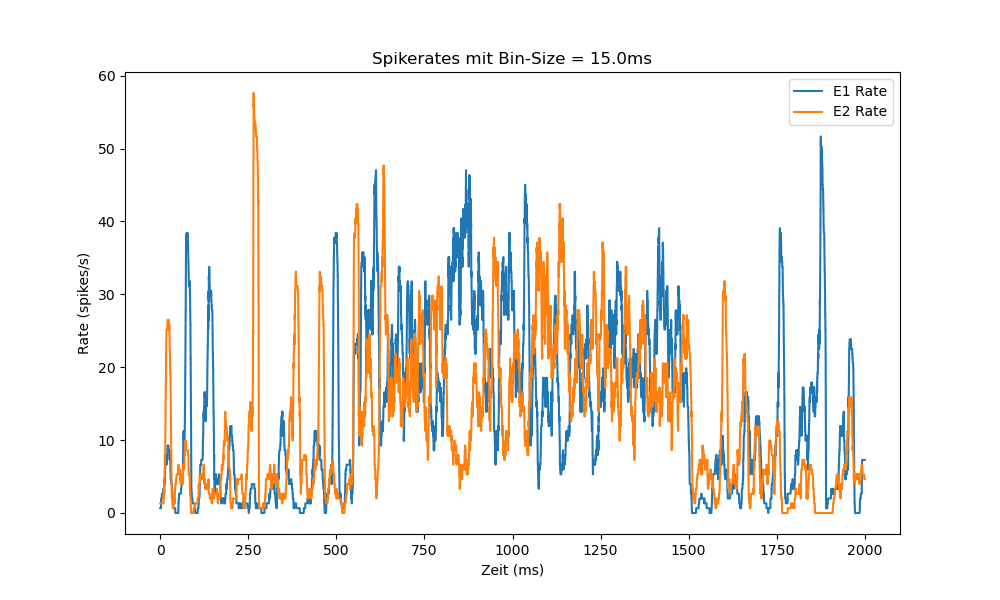 Spikerates mit Bin-Size = 15.0ms
E1 Rate
E2 Rate
Rate (spikes/s)
60
50
40
30
20
10
0
0 250 500 750 1000 1250 1500 1750 2000
Zeit (ms)